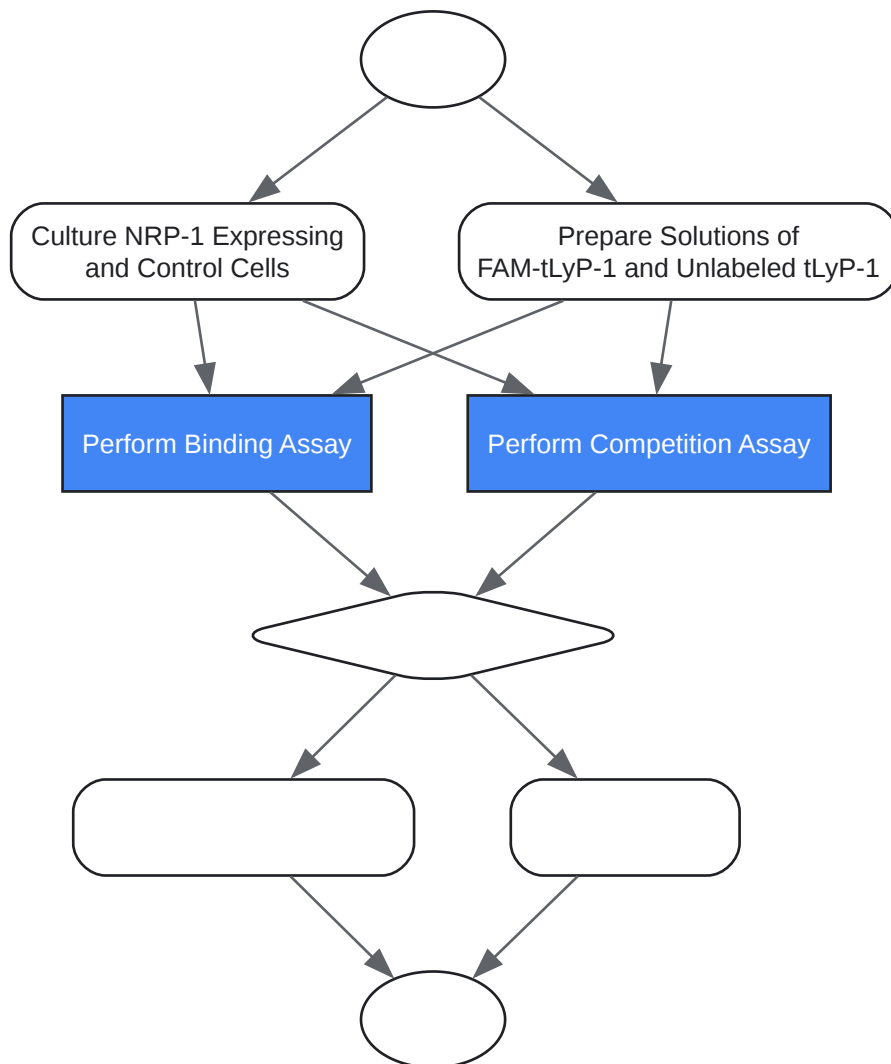 Culture NRP-1 Expressing
and Control Cells
Prepare Solutions of
FAM-tLyP-1 and Unlabeled tLyP-1
Perform Binding Assay
Perform Competition Assay